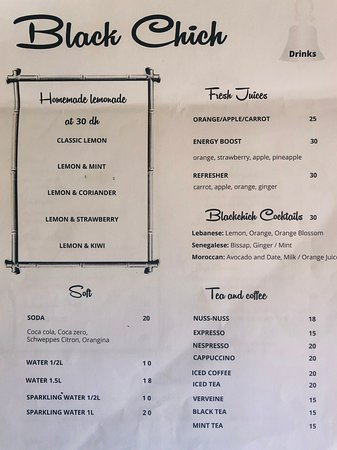 Black Chich
Drinks
Homemade lemonade
at 30 dh
CLASSIC LEMON
LEMON & MINT
LEMON & CORIANDER
LEMON & STRAWBERRY
LEMON & KIWI
Fresh Juices
ORANGE/APPLE/CARROT 25
ENERGY BOOST 30
orange, strawberry, apple, pineapple
REFRESHER 30
carrot, apple, orange, ginger
Blackchich Cocktails 30
Lebanese: Lemon, Orange, Orange Blossom
Senegalese: Bissap, Ginger / Mint
Moroccan: Avocado and Date, Milk / Orange Juice
Soft
SODA 20
Coca cola, Coca zero,
Schweppes Citron, Orangina
WATER 1/2L 10
WATER 1.5L 18
SPARKLING WATER 1/2L 10
SPARKLING WATER 1L 20
Tea and coffee
NUSS-NUSS 18
EXPRESSO 15
NESPRESSO 20
CAPPUCCINO 20
ICED COFFEE 20
ICED TEA 20
VERVEINE 15
BLACK TEA 15
MINT TEA 15